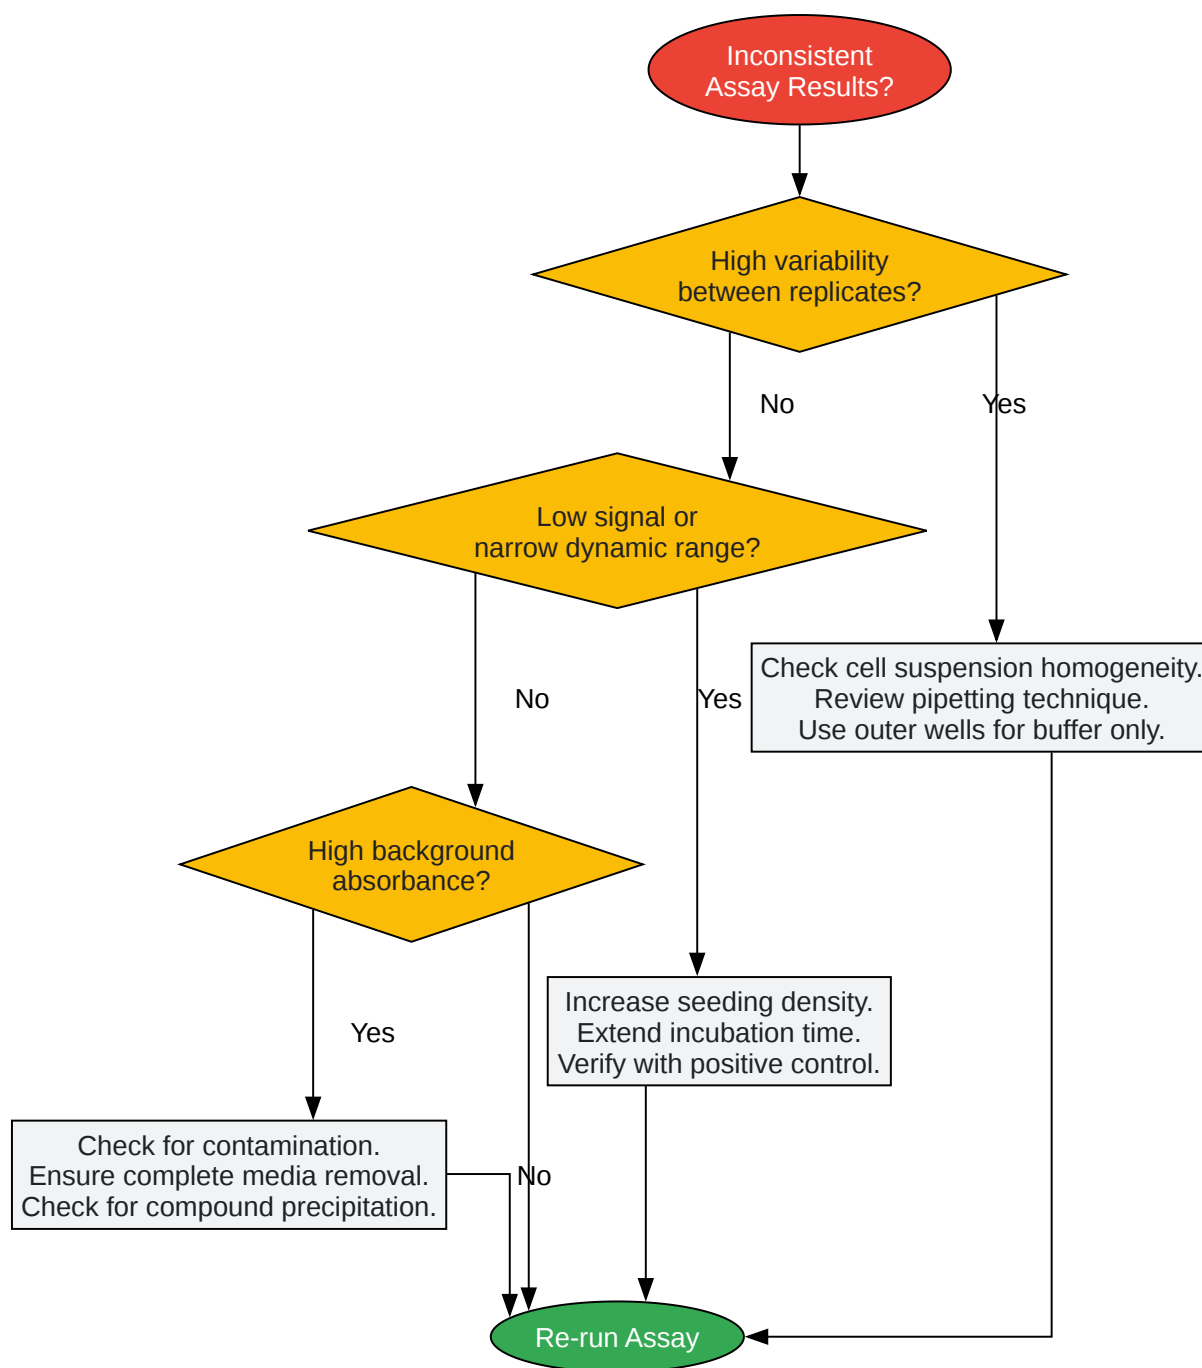 Inconsistent
Assay Results?
High variability
between replicates?
No
Yes
Low signal or
narrow dynamic range?
No
Yes
Check cell suspension homogeneity.
Review pipetting technique.
Use outer wells for buffer only.
High background
absorbance?
Yes
Increase seeding density.
Extend incubation time.
Verify with positive control.
Check for contamination.
Ensure complete media removal.
Check for compound precipitation.
No
Re-run Assay